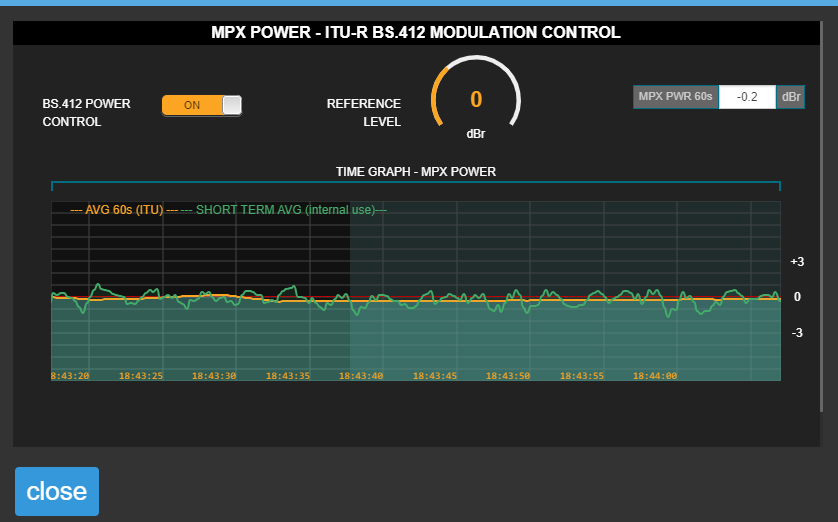 MPX POWER - ITU-R BS.412 MODULATION CONTROL
BS.412 POWER
CONTROL
ON
REFERENCE
LEVEL
0
dBr
MPX PWR 60s -0.2 dBr
TIME GRAPH - MPX POWER
--- AVG 60s (ITU) --- --- SHORT TERM AVG (internal use)---
+3
0
-3
8:43:20 18:43:25 18:43:30 18:43:35 18:43:40 18:43:45 18:43:50 18:43:55 18:44:00
close